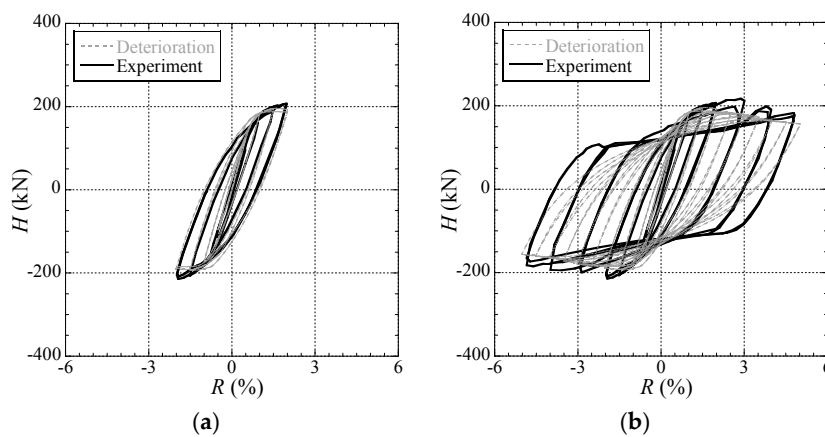 400
Deterioration
Experiment
200
H (kN)
0
-200
-400
-6
-3
0
3
6
R (%)
(a)
400
Deterioration
Experiment
200
H (kN)
0
-200
-400
-6
-3
0
3
6
R (%)
(b)